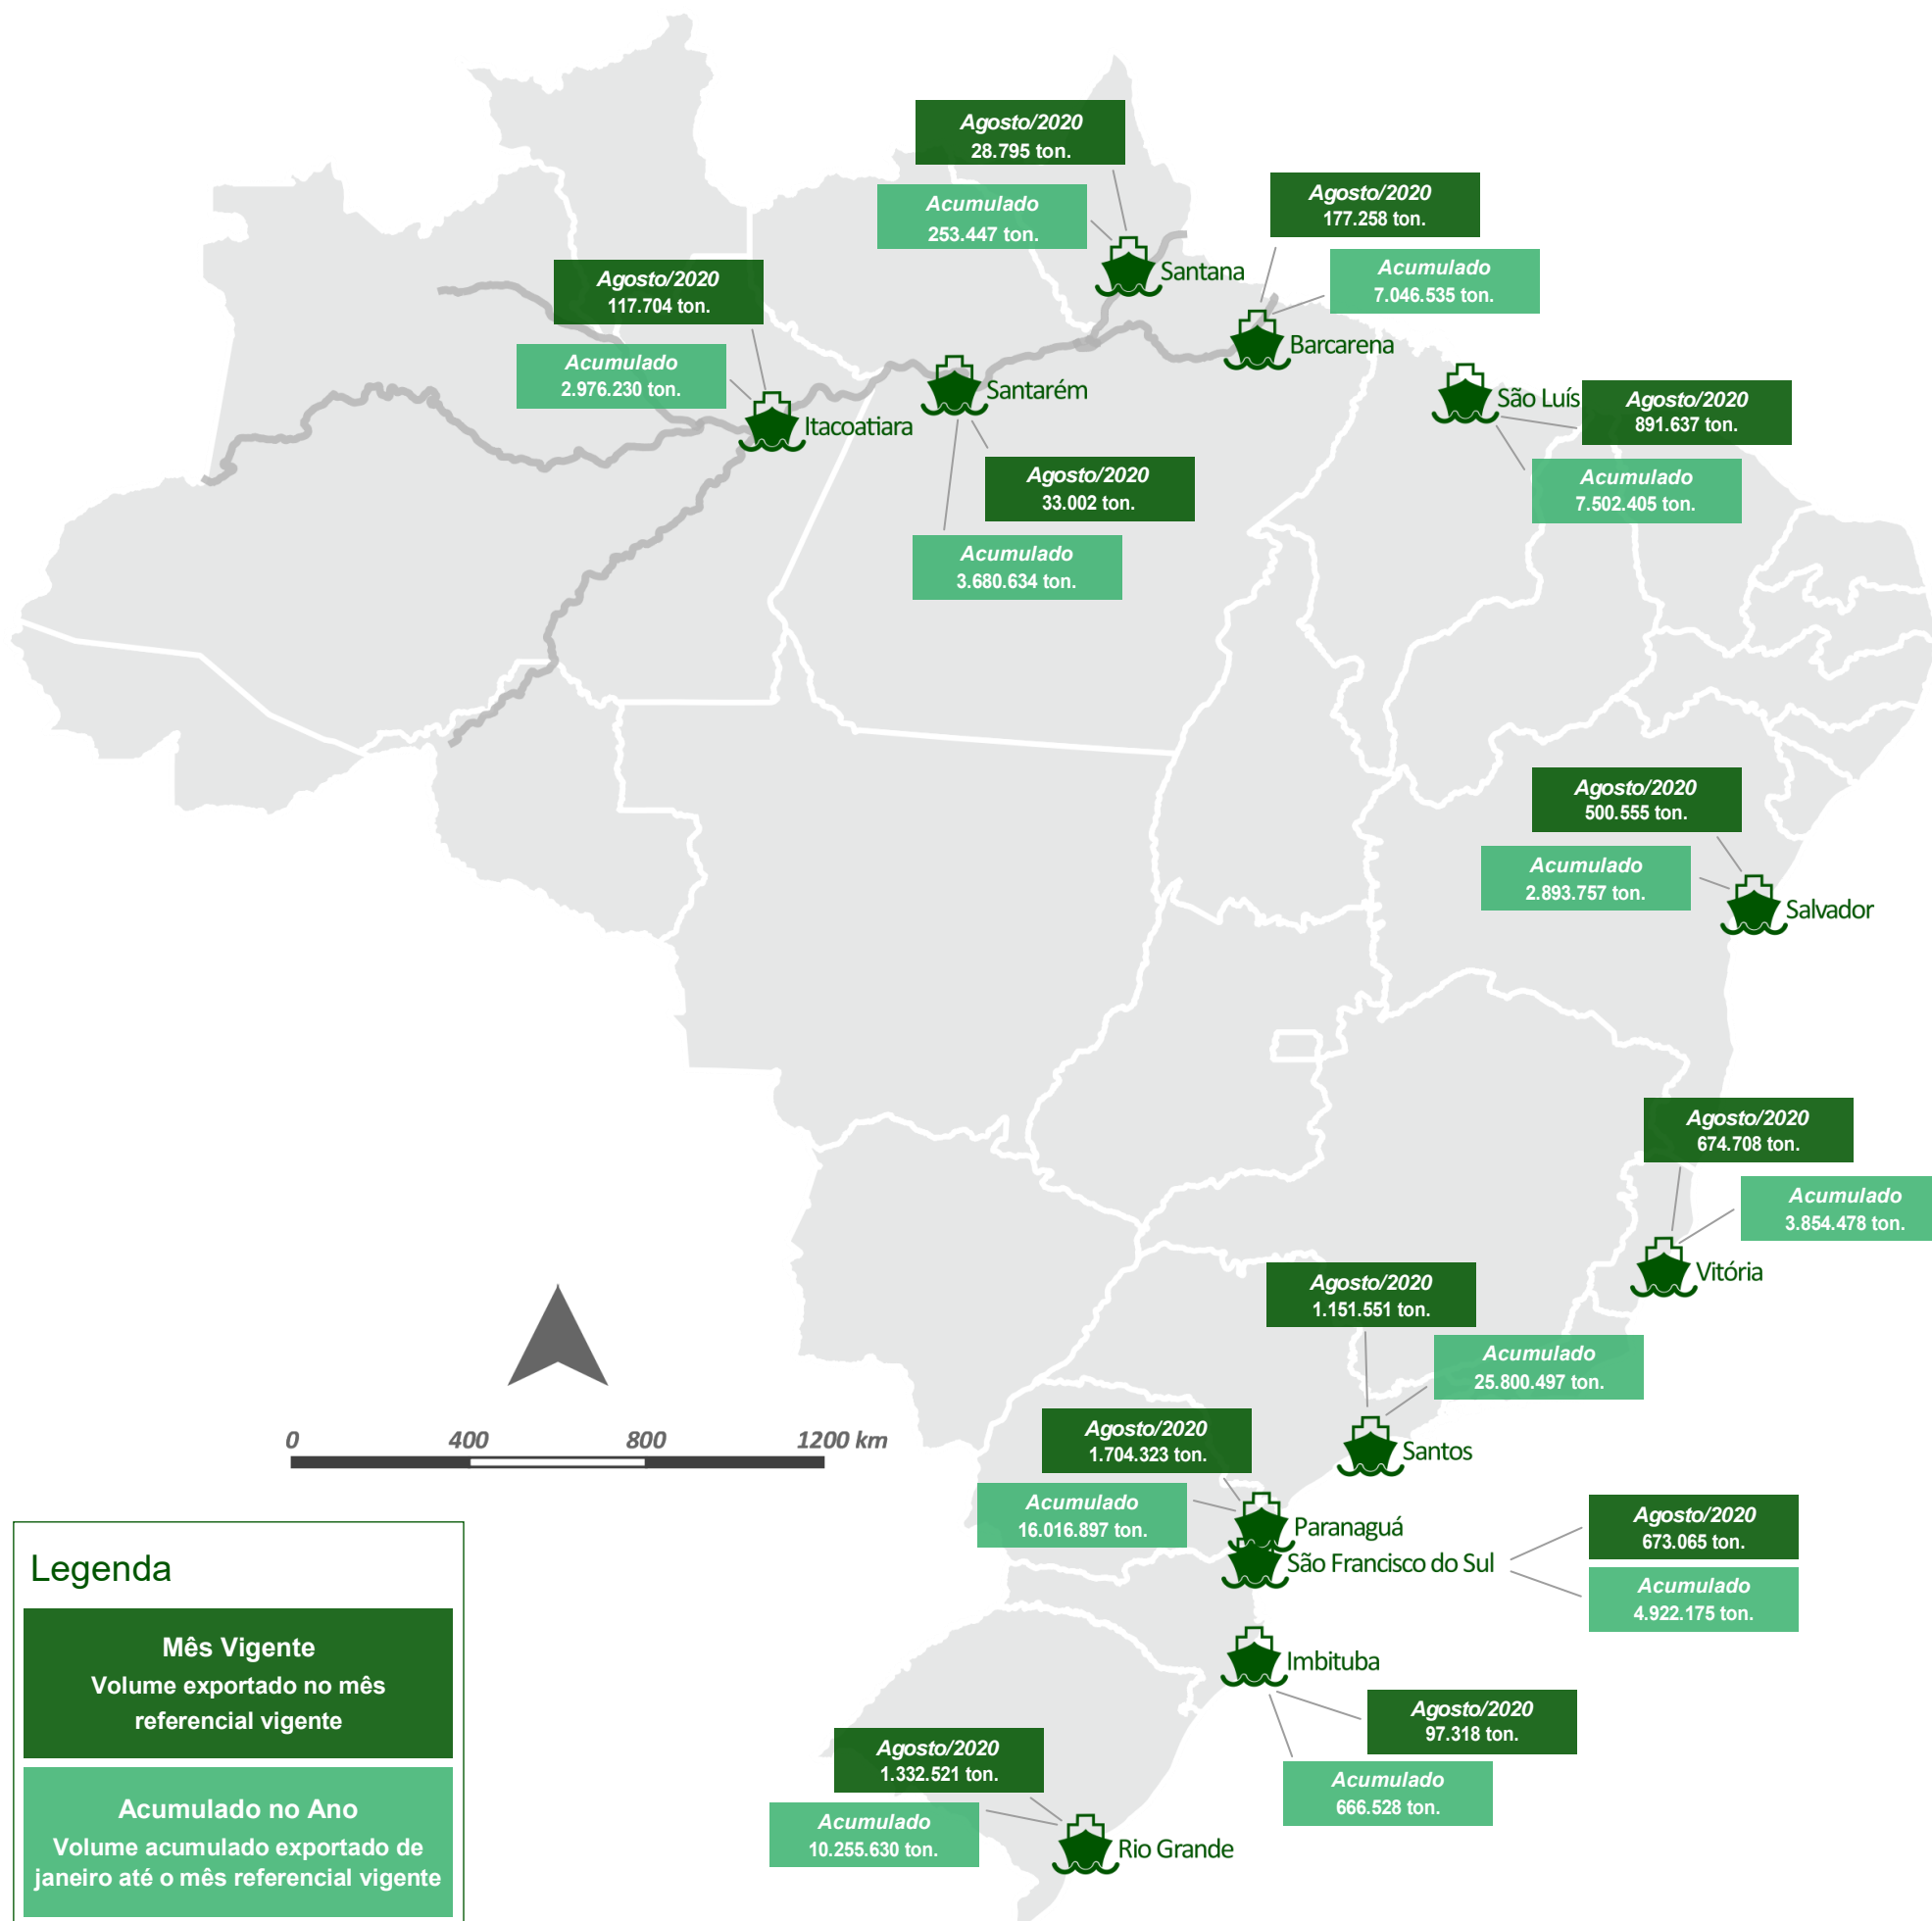 Agosto/2020
28.795 ton.
Acumulado
253.447 ton.
Santana
Agosto/2020
177.258 ton.
Acumulado
7.046.535 ton.
Barcarena
Agosto/2020
117.704 ton.
Acumulado
2.976.230 ton.
Itacoatiara
Santarém
Agosto/2020
33.002 ton.
Acumulado
3.680.634 ton.
São Luís
Agosto/2020
891.637 ton.
Acumulado
7.502.405 ton.
Agosto/2020
500.555 ton.
Acumulado
2.893.757 ton.
Salvador
Agosto/2020
674.708 ton.
Acumulado
3.854.478 ton.
Vitória
Agosto/2020
1.151.551 ton.
Acumulado
25.800.497 ton.
Santos
Agosto/2020
1.704.323 ton.
Acumulado
16.016.897 ton.
Paranaguá
São Francisco do Sul
Agosto/2020
673.065 ton.
Acumulado
4.922.175 ton.
Imbituba
Agosto/2020
97.318 ton.
Acumulado
666.528 ton.
Agosto/2020
1.332.521 ton.
Acumulado
10.255.630 ton.
Rio Grande
0 400 800 1200 km
Legenda
Mês Vigente
Volume exportado no mês
referencial vigente
Acumulado no Ano
Volume acumulado exportado de
janeiro até o mês referencial vigente